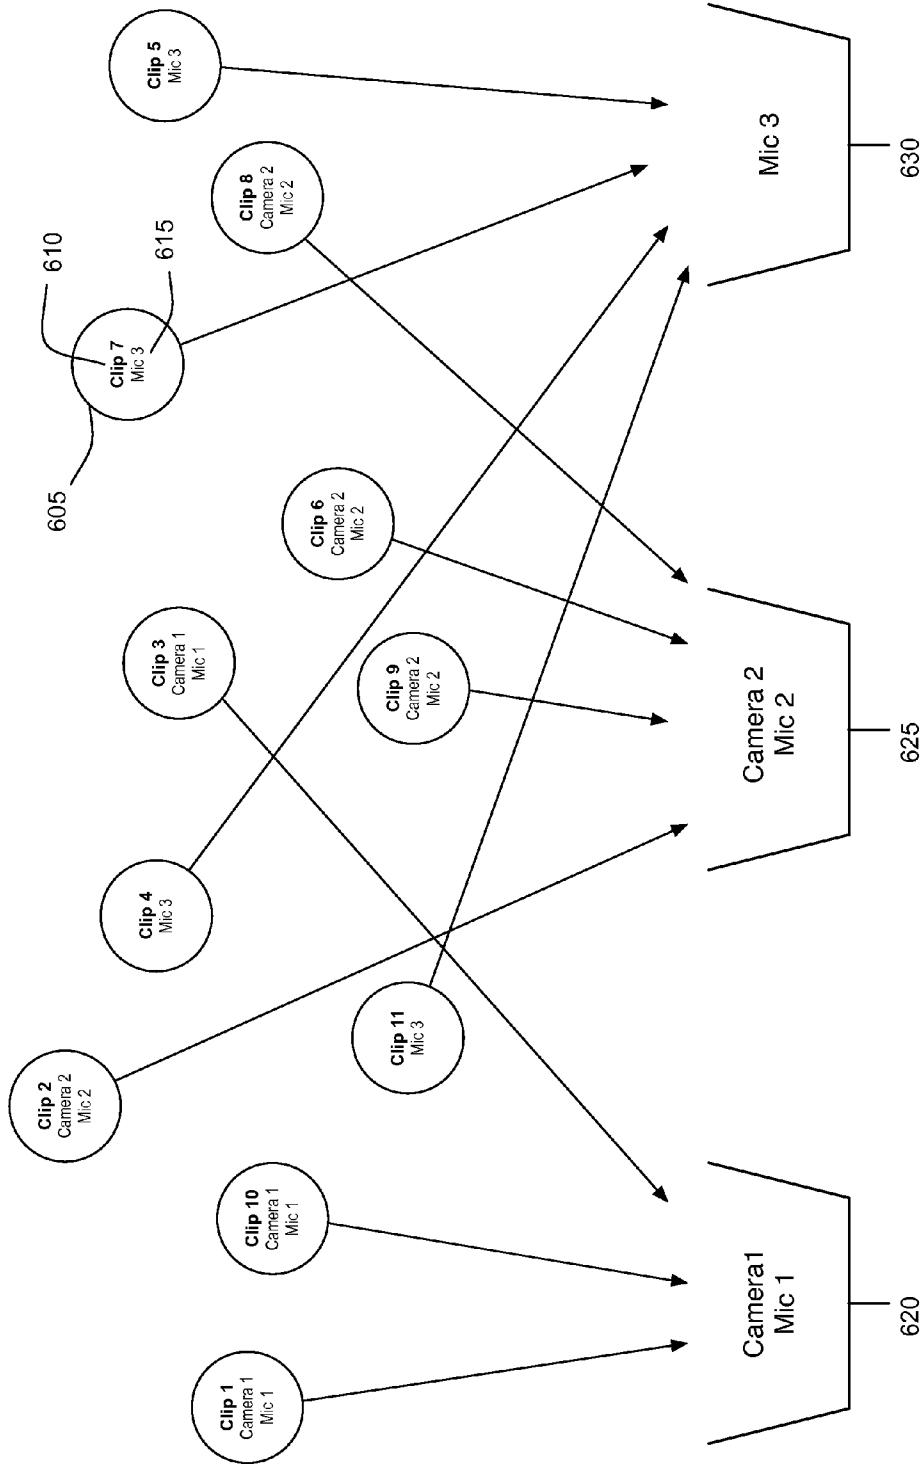 Clip 1
Camera 1
Mic 1
Clip 10
Camera 1
Mic 1
Clip 2
Camera 2
Mic 2
Clip 11
Mic 3
Clip 4
Mic 3
Clip 3
Camera 1
Mic 1
Clip 9
Camera 2
Mic 2
Clip 6
Camera 2
Mic 2
605
Clip 7
Mic 3
610
615
Clip 8
Camera 2
Mic 2
Clip 5
Mic 3
Camera1
Mic 1
620
Camera 2
Mic 2
625
Mic 3
630